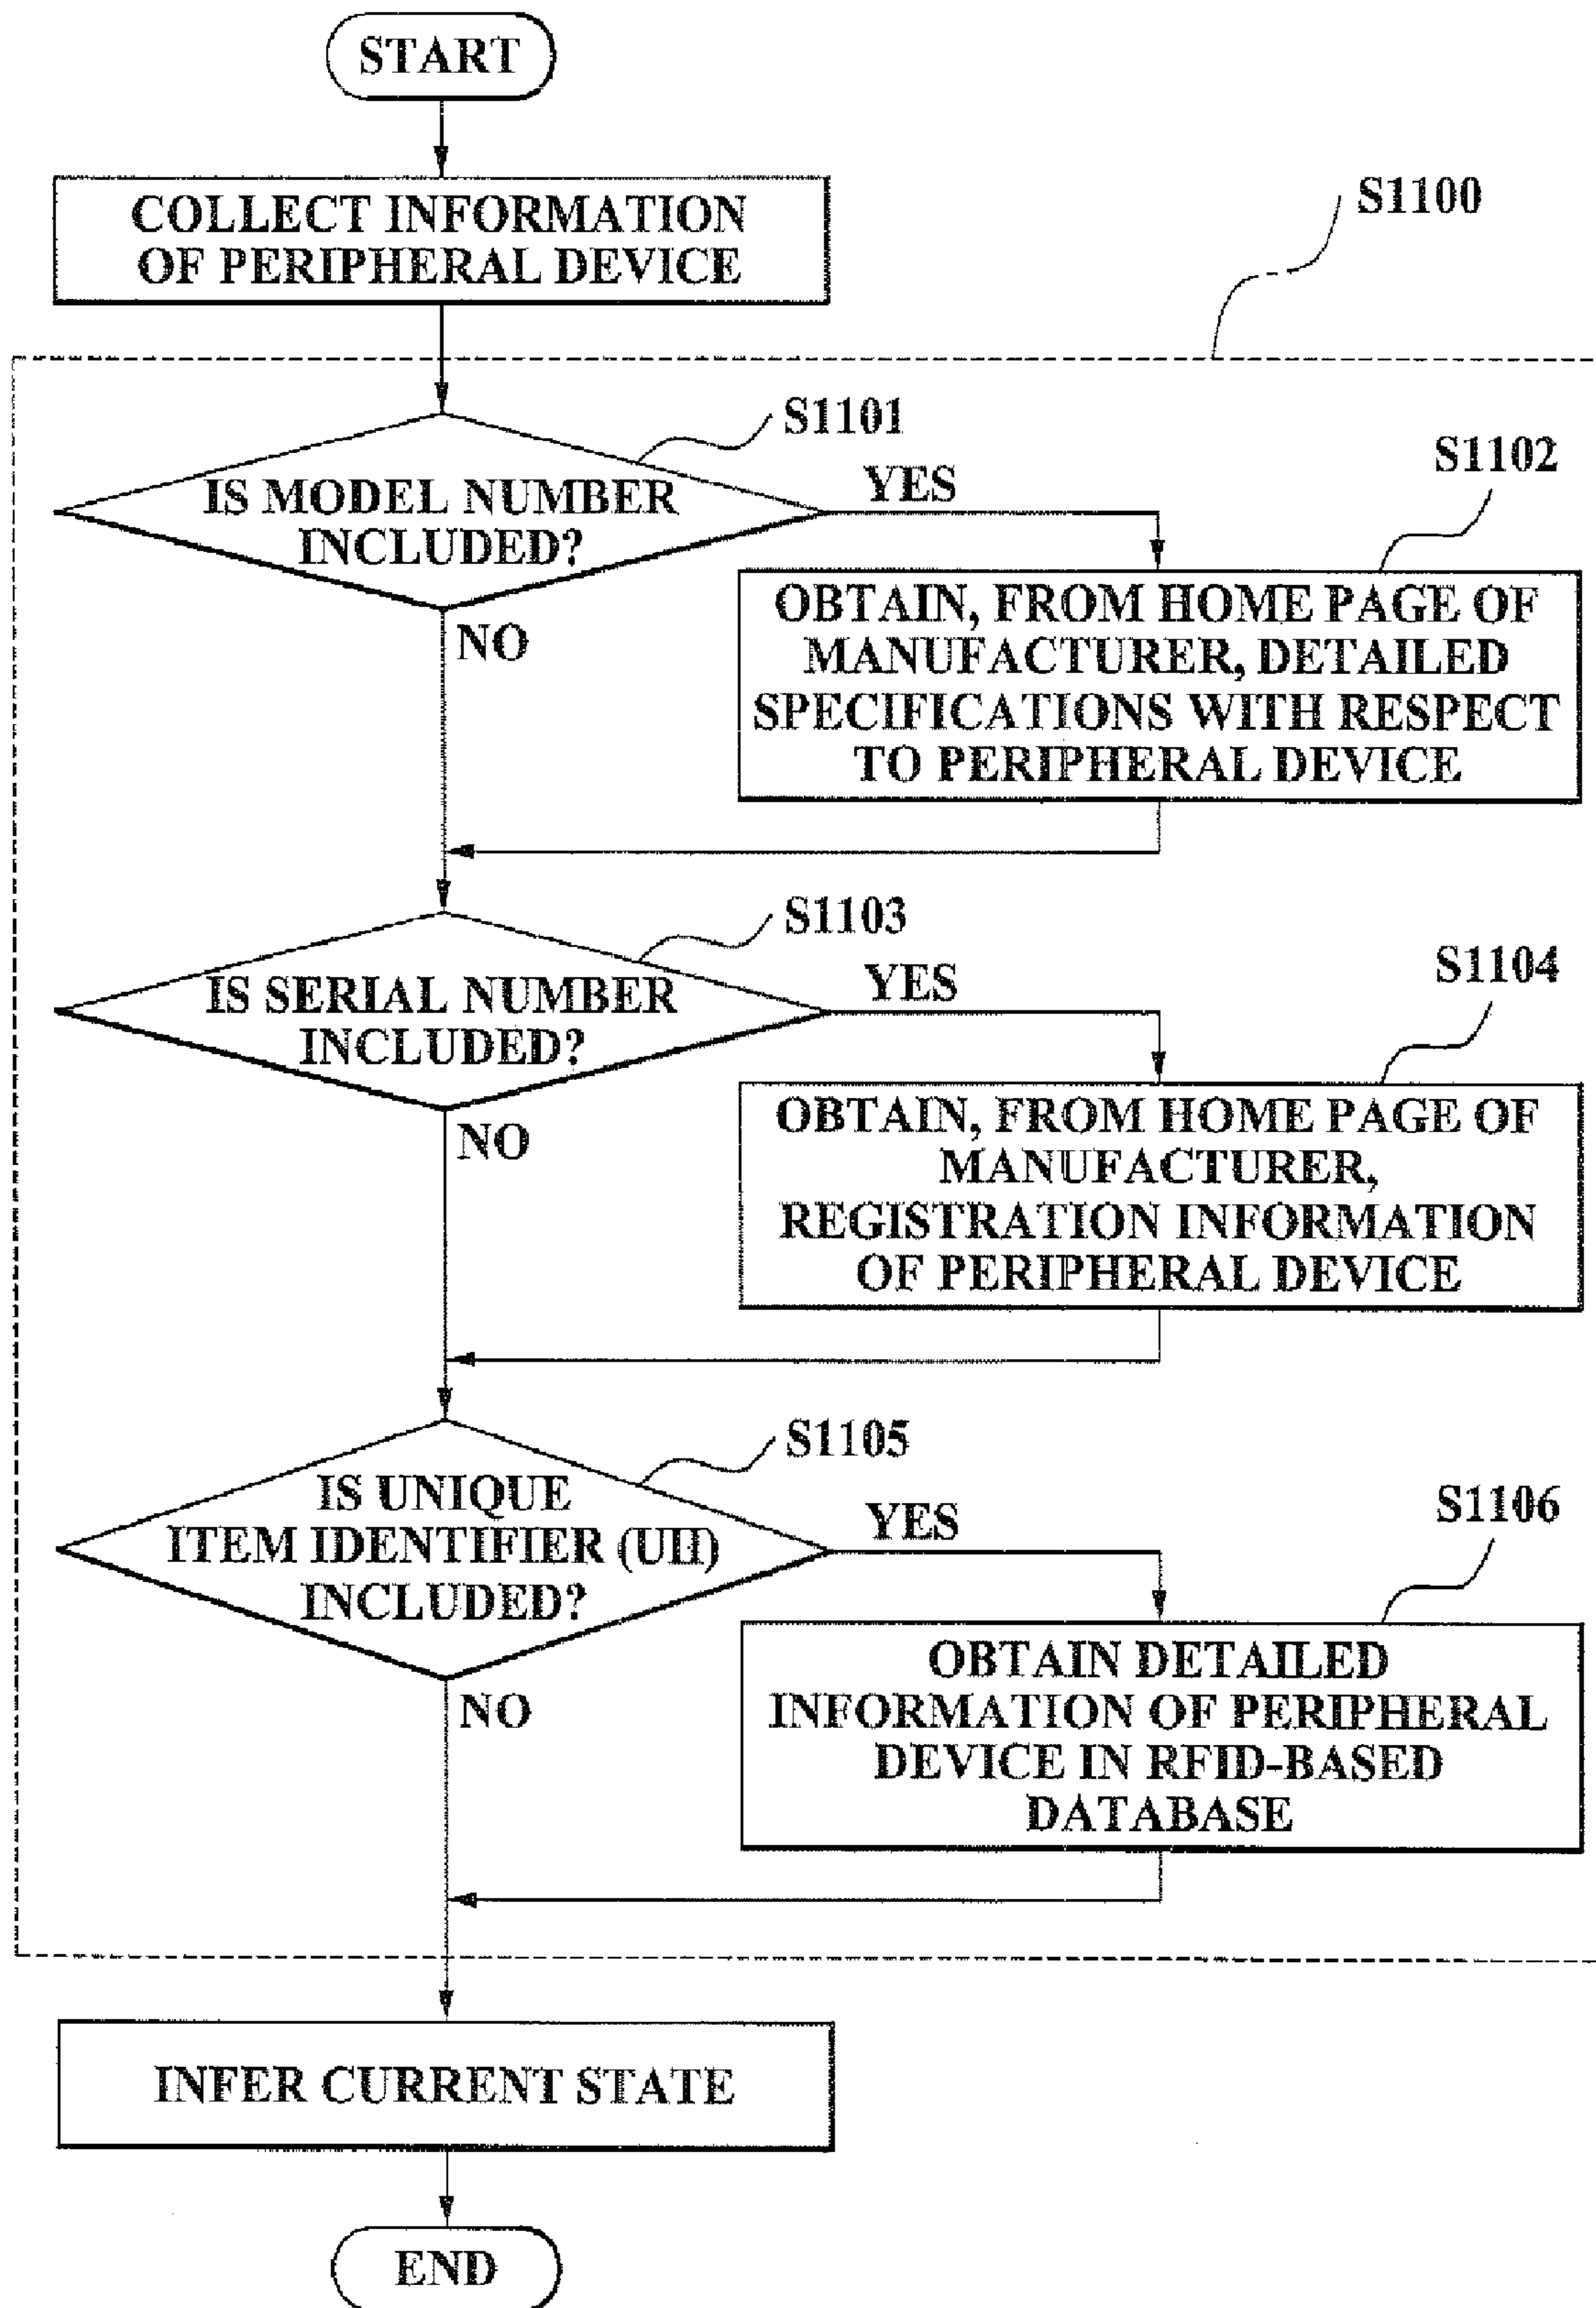 START
COLLECT INFORMATION
OF PERIPHERAL DEVICE
S1100
S1101
IS MODEL NUMBER
INCLUDED?
YES
NO
S1102
OBTAIN, FROM HOME PAGE OF
MANUFACTURER, DETAILED
SPECIFICATIONS WITH RESPECT
TO PERIPHERAL DEVICE
S1103
IS SERIAL NUMBER
INCLUDED?
YES
NO
S1104
OBTAIN, FROM HOME PAGE OF
MANUFACTURER,
REGISTRATION INFORMATION
OF PERIPHERAL DEVICE
S1105
IS UNIQUE
ITEM IDENTIFIER (UII)
INCLUDED?
YES
NO
S1106
OBTAIN DETAILED
INFORMATION OF PERIPHERAL
DEVICE IN RFID-BASED
DATABASE
INFER CURRENT STATE
END